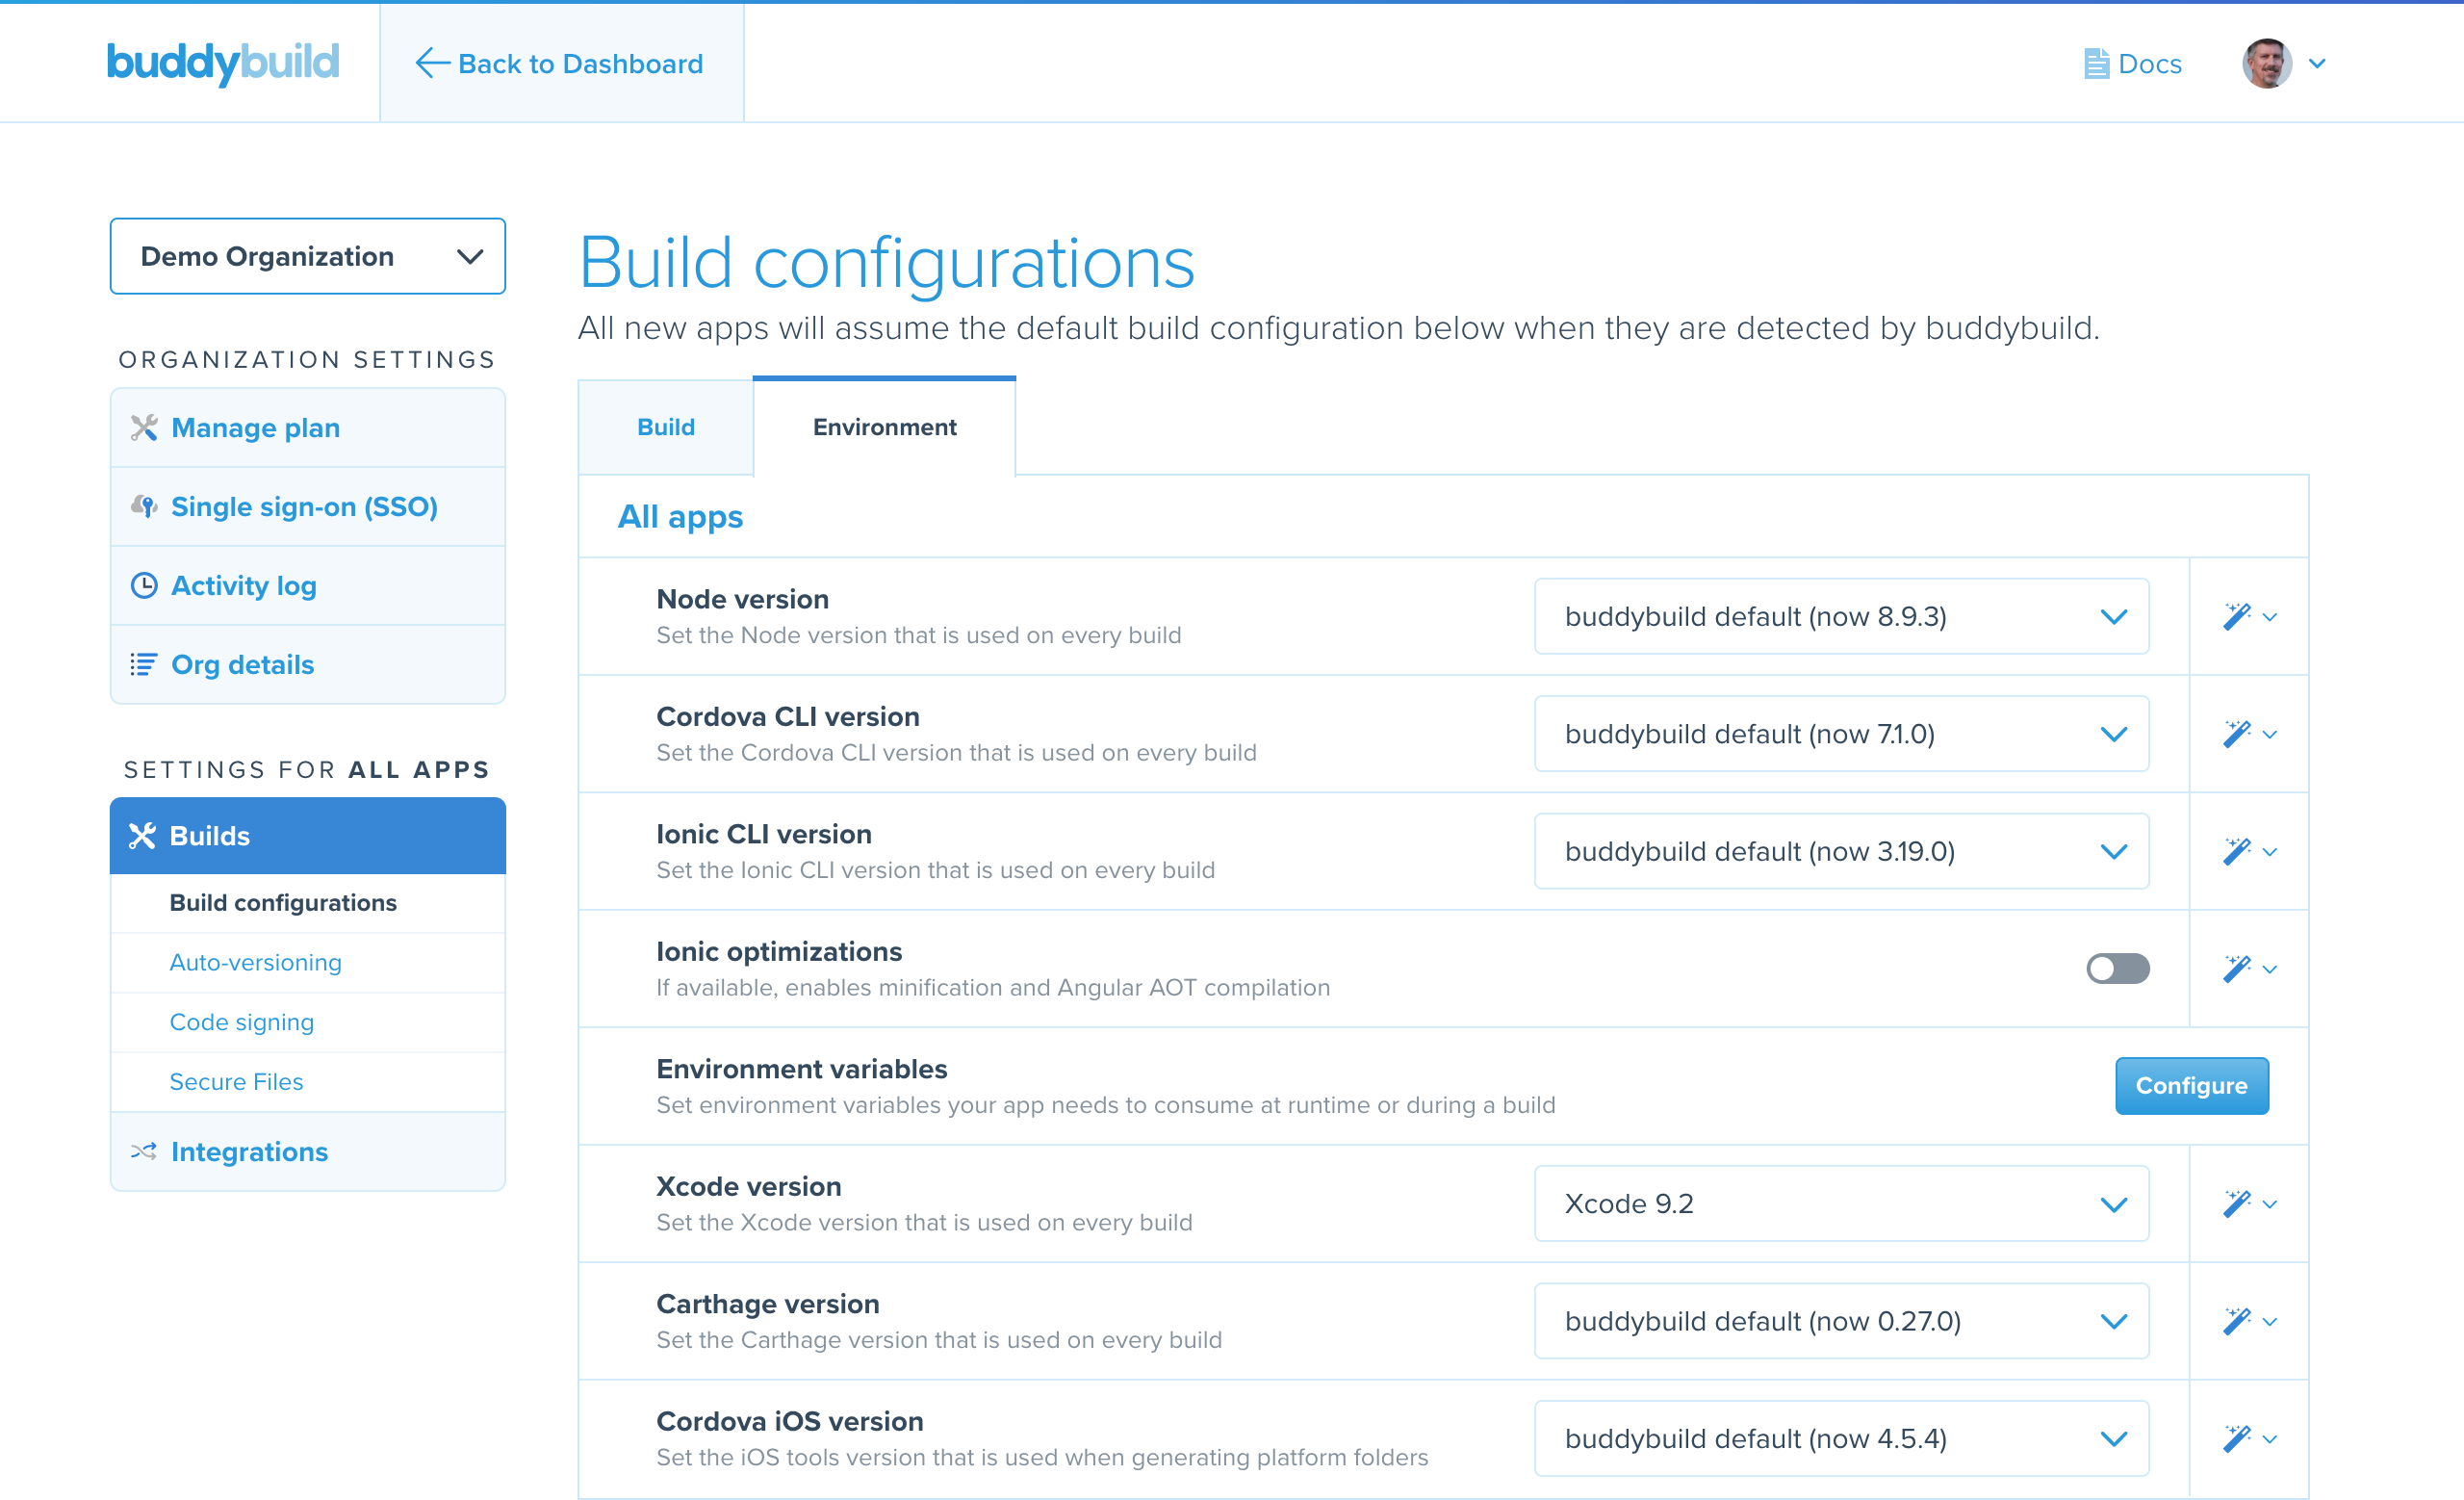 buddybuild
Back to Dashboard
Docs
Demo Organization
ORGANIZATION SETTINGS
Manage plan
Single sign-on (SSO)
Activity log
Org details
SETTINGS FOR ALL APPS
Builds
Build configurations
Auto-versioning
Code signing
Secure Files
Integrations
Build configurations
All new apps will assume the default build configuration below when they are detected by buddybuild.
Build
Environment
All apps
Node version
Set the Node version that is used on every build
buddybuild default (now 8.9.3)
Cordova CLI version
Set the Cordova CLI version that is used on every build
buddybuild default (now 7.1.0)
Ionic CLI version
Set the Ionic CLI version that is used on every build
buddybuild default (now 3.19.0)
Ionic optimizations
If available, enables minification and Angular AOT compilation
Environment variables
Set environment variables your app needs to consume at runtime or during a build
Configure
Xcode version
Set the Xcode version that is used on every build
Xcode 9.2
Carthage version
Set the Carthage version that is used on every build
buddybuild default (now 0.27.0)
Cordova iOS version
Set the iOS tools version that is used when generating platform folders
buddybuild default (now 4.5.4)